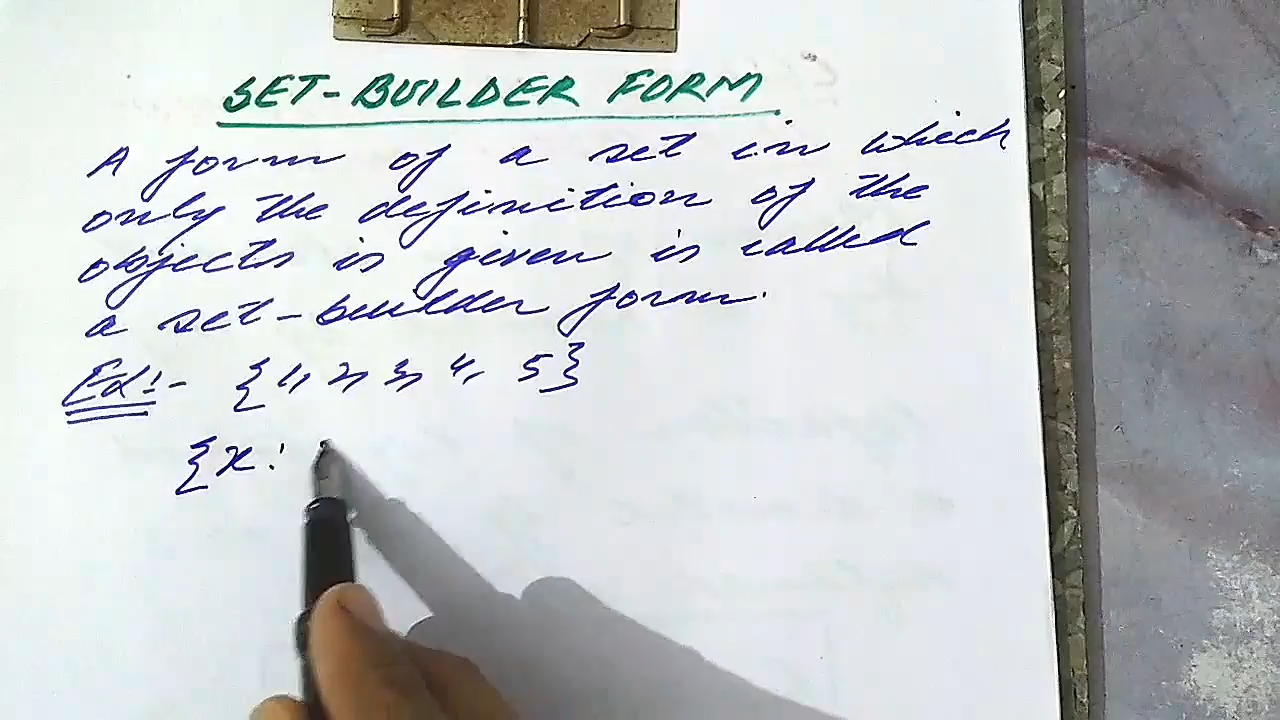 SET-BUILDER FORM
A form of a set in which
only the definition of the
objects is given is called
a set-builder form.
Ex:- {1, 2, 3, 4, 5}
{x: